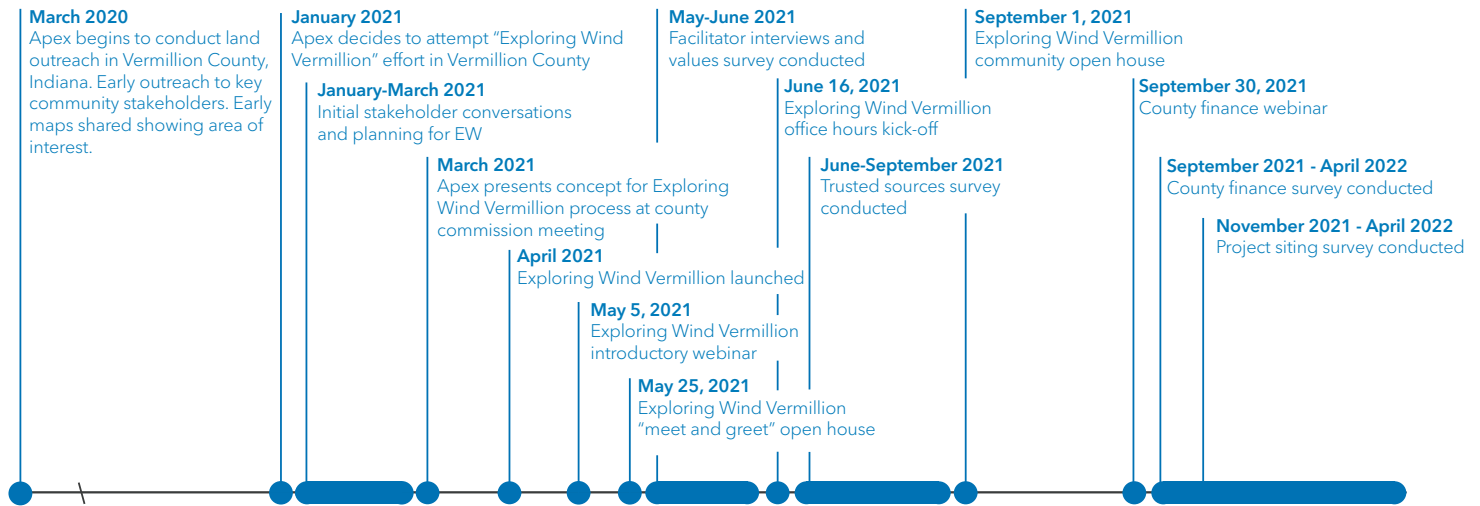 March 2020
Apex begins to conduct land
outreach in Vermillion County,
Indiana. Early outreach to key
community stakeholders. Early
maps shared showing area of
interest.
January 2021
Apex decides to attempt “Exploring Wind
Vermillion” effort in Vermillion County
January-March 2021
Initial stakeholder conversations
and planning for EW
March 2021
Apex presents concept for Exploring
Wind Vermillion process at county
commission meeting
April 2021
Exploring Wind Vermillion launched
May 5, 2021
Exploring Wind Vermillion
introductory webinar
May 25, 2021
Exploring Wind Vermillion
“meet and greet” open house
May-June 2021
Facilitator interviews and
values survey conducted
June 16, 2021
Exploring Wind Vermillion
office hours kick-off
June-September 2021
Trusted sources survey
conducted
September 1, 2021
Exploring Wind Vermillion
community open house
September 30, 2021
County finance webinar
September 2021 - April 2022
County finance survey conducted
November 2021 - April 2022
Project siting survey conducted